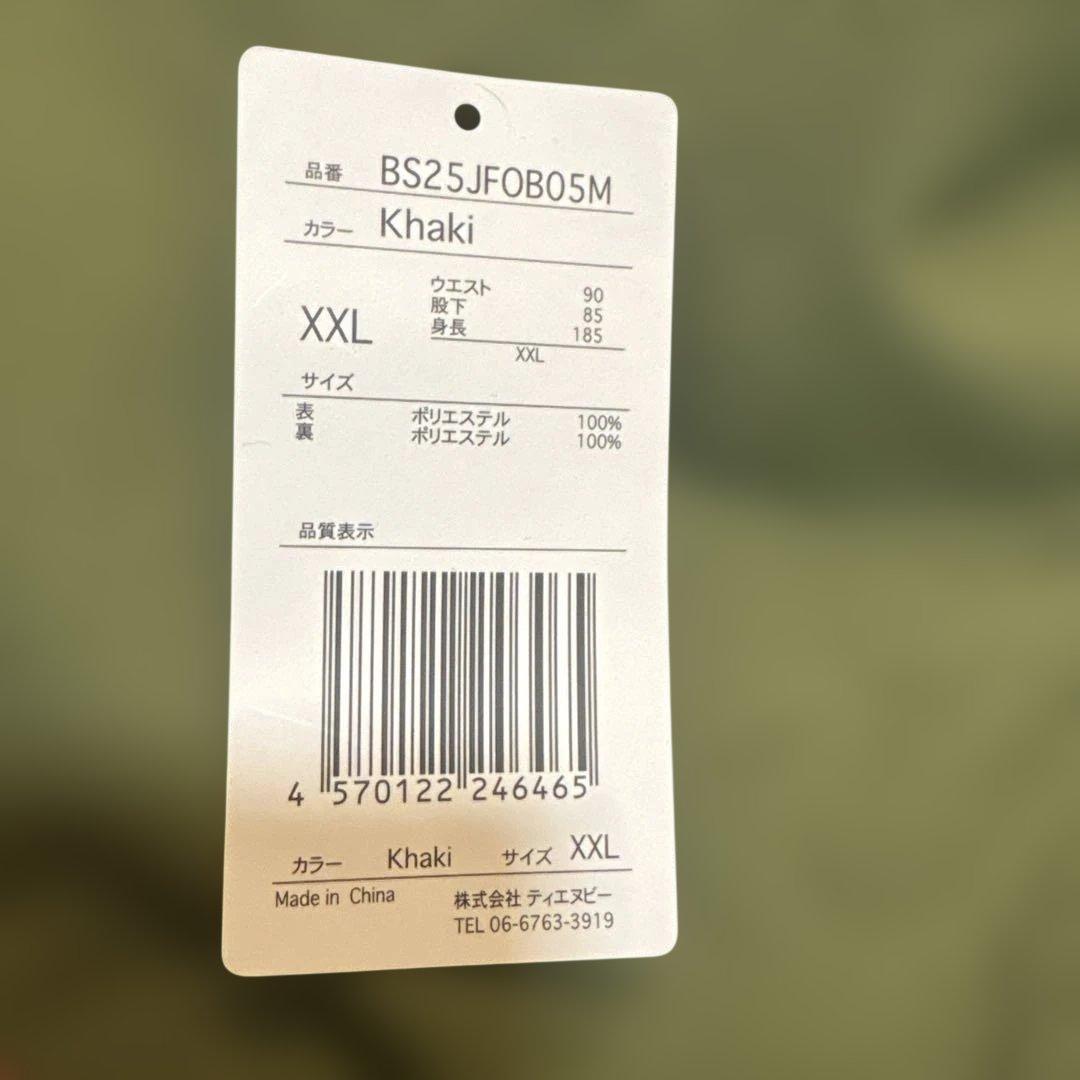 品番 BS25JFOB05M
カラー Khaki
XXL
ウエスト 90
股下 85
身長 185
XXL
サイズ
表 ポリエステル 100%
裏 ポリエステル 100%
品質表示
4 570122 246465
カラー Khaki サイズ XXL
Made in China 株式会社 ティエヌビー
TEL 06-6763-3919